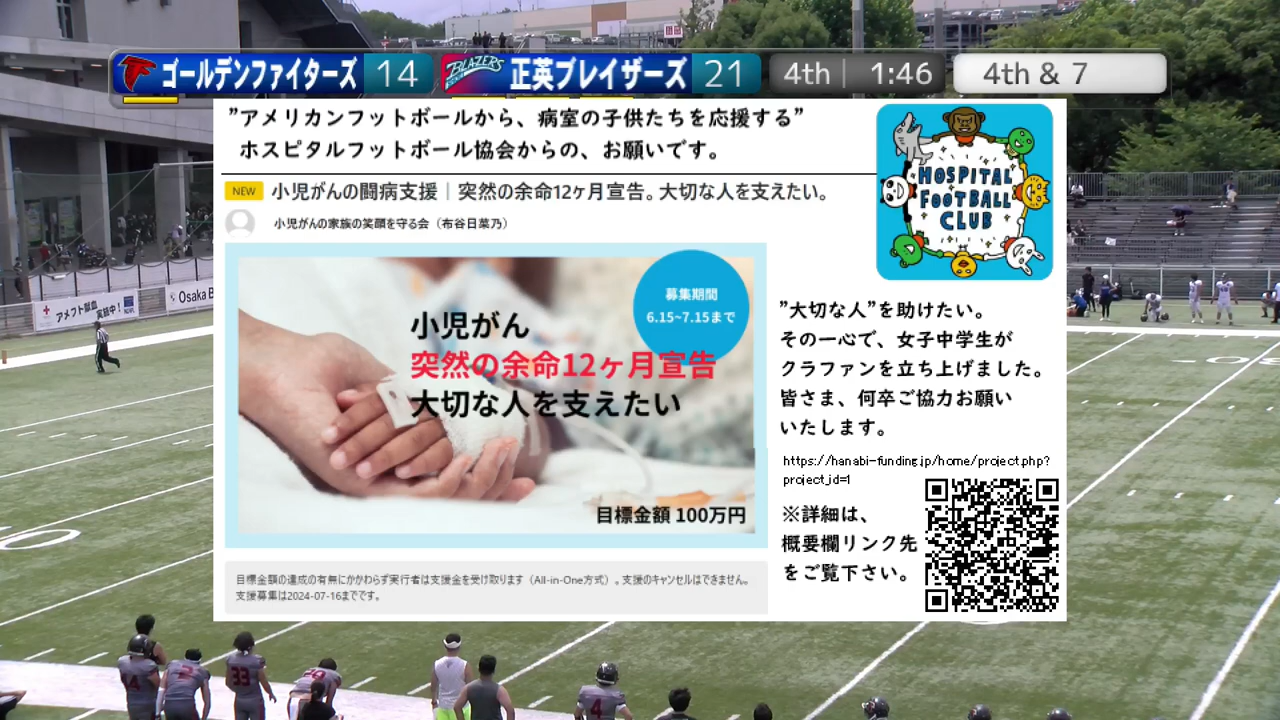 ゴールデンファイターズ 14 BLAZERS 正英ブレイザーズ 21 4th 1:46 4th & 7
”アメリカンフットボールから、病室の子供たちを応援する”
ホスピタルフットボール協会からの、お願いです。
HOSPITAL
FOOTBALL
CLUB
NEW 小児がんの闘病支援｜突然の余命12ヶ月宣告。大切な人を支えたい。
小児がんの家族の笑顔を守る会（布谷日菜乃）
募集期間
6.15~7.15まで
小児がん
突然の余命12ヶ月宣告
大切な人を支えたい
目標金額 100万円
目標金額の達成の有無にかかわらず実行者は支援金を受け取ります（All-in-One方式）。支援のキャンセルはできません。
支援募集は2024-07-16までです。
”大切な人”を助けたい。
その一心で、女子中学生が
クラファンを立ち上げました。
皆さま、何卒ご協力お願い
いたします。
https://hanabi-funding.jp/home/project.php?
project_id=1
※詳細は、
概要欄リンク先
をご覧下さい。
アメフト献血 実施中!
Osaka B
33
2
4